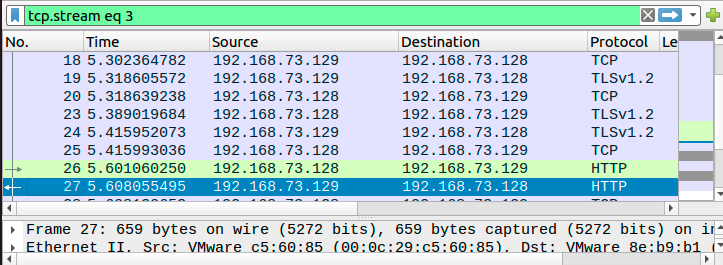 tcp.stream eq 3
No. Time Source Destination Protocol Le
18 5.302364782 192.168.73.129 192.168.73.128 TCP
19 5.318605572 192.168.73.129 192.168.73.128 TLSv1.2
20 5.318639238 192.168.73.128 192.168.73.129 TCP
23 5.389019684 192.168.73.128 192.168.73.129 TLSv1.2
24 5.415952073 192.168.73.129 192.168.73.128 TLSv1.2
25 5.415993036 192.168.73.128 192.168.73.129 TCP
26 5.601060250 192.168.73.128 192.168.73.129 HTTP
27 5.608055495 192.168.73.129 192.168.73.128 HTTP
Frame 27: 659 bytes on wire (5272 bits), 659 bytes captured (5272 bits) on in
Ethernet II, Src: VMware c5:60:85 (00:0c:29:c5:60:85), Dst: VMware 8e:b9:b1 (